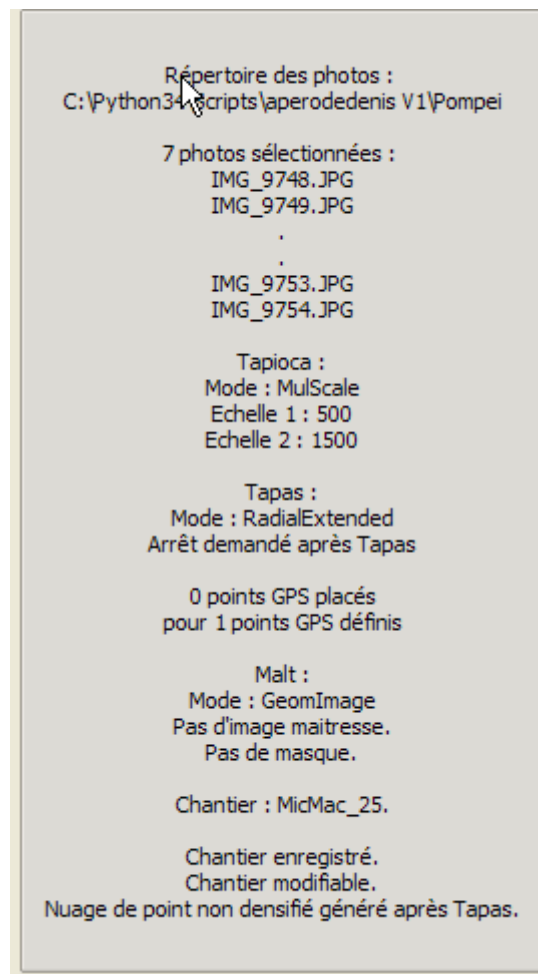 Répertoire des photos :
C:\Python34\Scripts\aperodedenis V1\Pompei
7 photos sélectionnées :
IMG_9748.JPG
IMG_9749.JPG
.
.
IMG_9753.JPG
IMG_9754.JPG
Tapioca :
Mode : MulScale
Echelle 1 : 500
Echelle 2 : 1500
Tapas :
Mode : RadialExtended
Arrêt demandé après Tapas
0 points GPS placés
pour 1 points GPS définis
Malt :
Mode : GeomImage
Pas d'image maitresse.
Pas de masque.
Chantier : MicMac_25.
Chantier enregistré.
Chantier modifiable.
Nuage de point non densifié généré après Tapas.